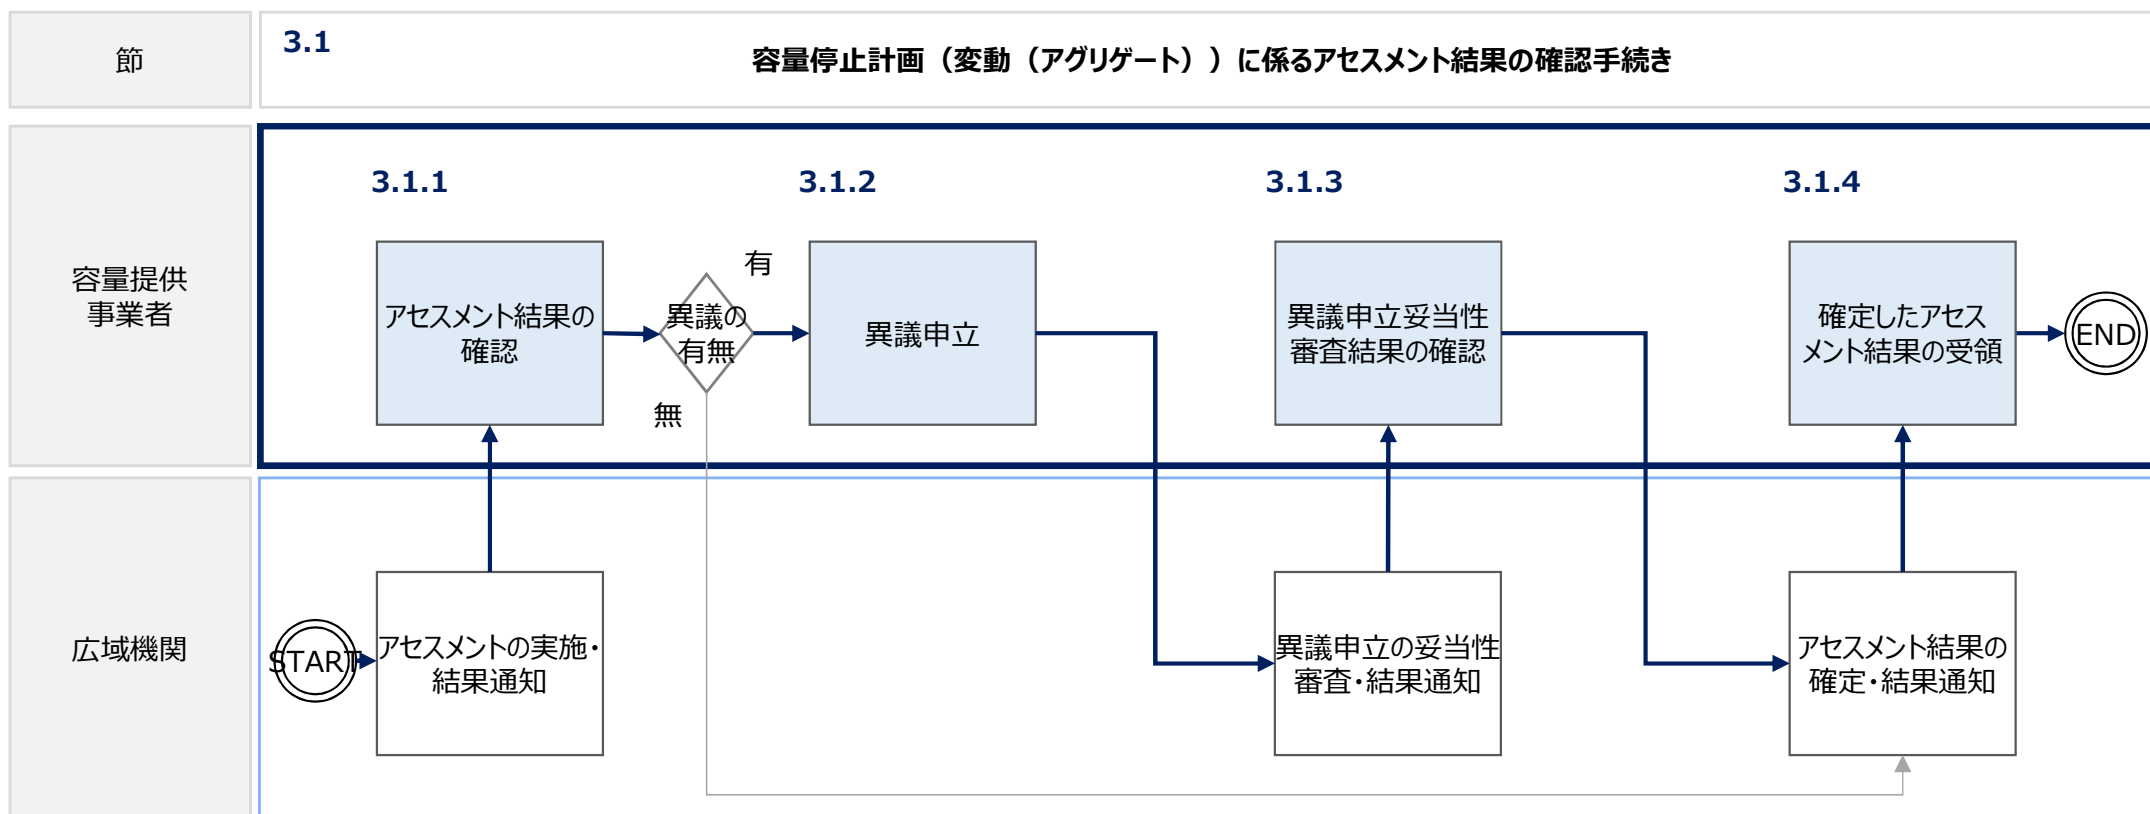 節
3.1
容量停止計画（変動（アグリゲート））に係るアセスメント結果の確認手続き
容量提供
事業者
3.1.1
3.1.2
3.1.3
3.1.4
アセスメント結果の
確認
異議の
有無
有
無
異議申立
異議申立妥当性
審査結果の確認
確定したアセス
メント結果の受領
END
広域機関
START
アセスメントの実施・
結果通知
異議申立の妥当性
審査・結果通知
アセスメント結果の
確定・結果通知